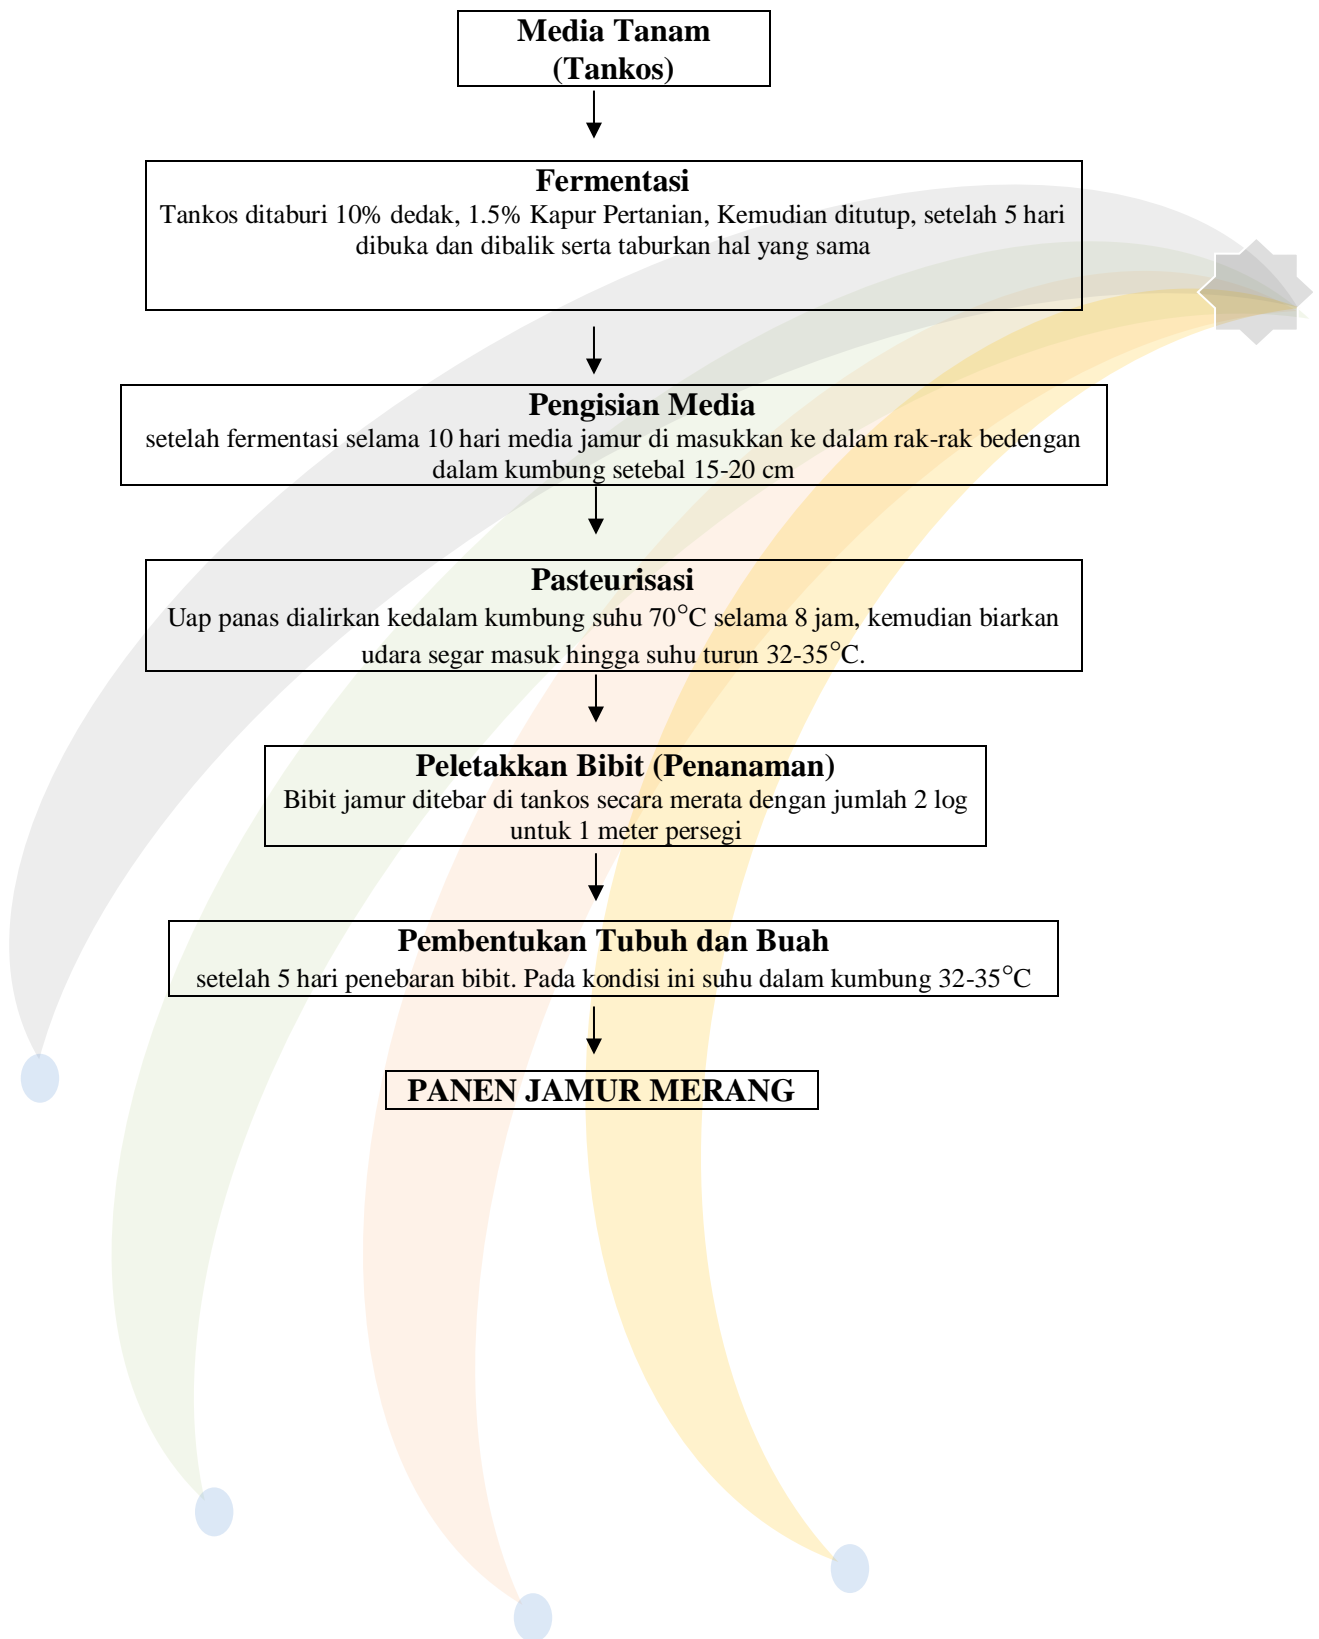 Media Tanam
(Tankos)
Fermentasi
Tankos ditaburi 10% dedak, 1.5% Kapur Pertanian, Kemudian ditutup, setelah 5 hari
dibuka dan dibalik serta taburkan hal yang sama
Pengisian Media
setelah fermentasi selama 10 hari media jamur di masukkan ke dalam rak-rak bedengan
dalam kumbung setebal 15-20 cm
Pasteurisasi
Uap panas dialirkan kedalam kumbung suhu 70°C selama 8 jam, kemudian biarkan
udara segar masuk hingga suhu turun 32-35°C.
Peletakkan Bibit (Penanaman)
Bibit jamur ditebar di tankos secara merata dengan jumlah 2 log
untuk 1 meter persegi
Pembentukan Tubuh dan Buah
setelah 5 hari penebaran bibit. Pada kondisi ini suhu dalam kumbung 32-35°C
PANEN JAMUR MERANG